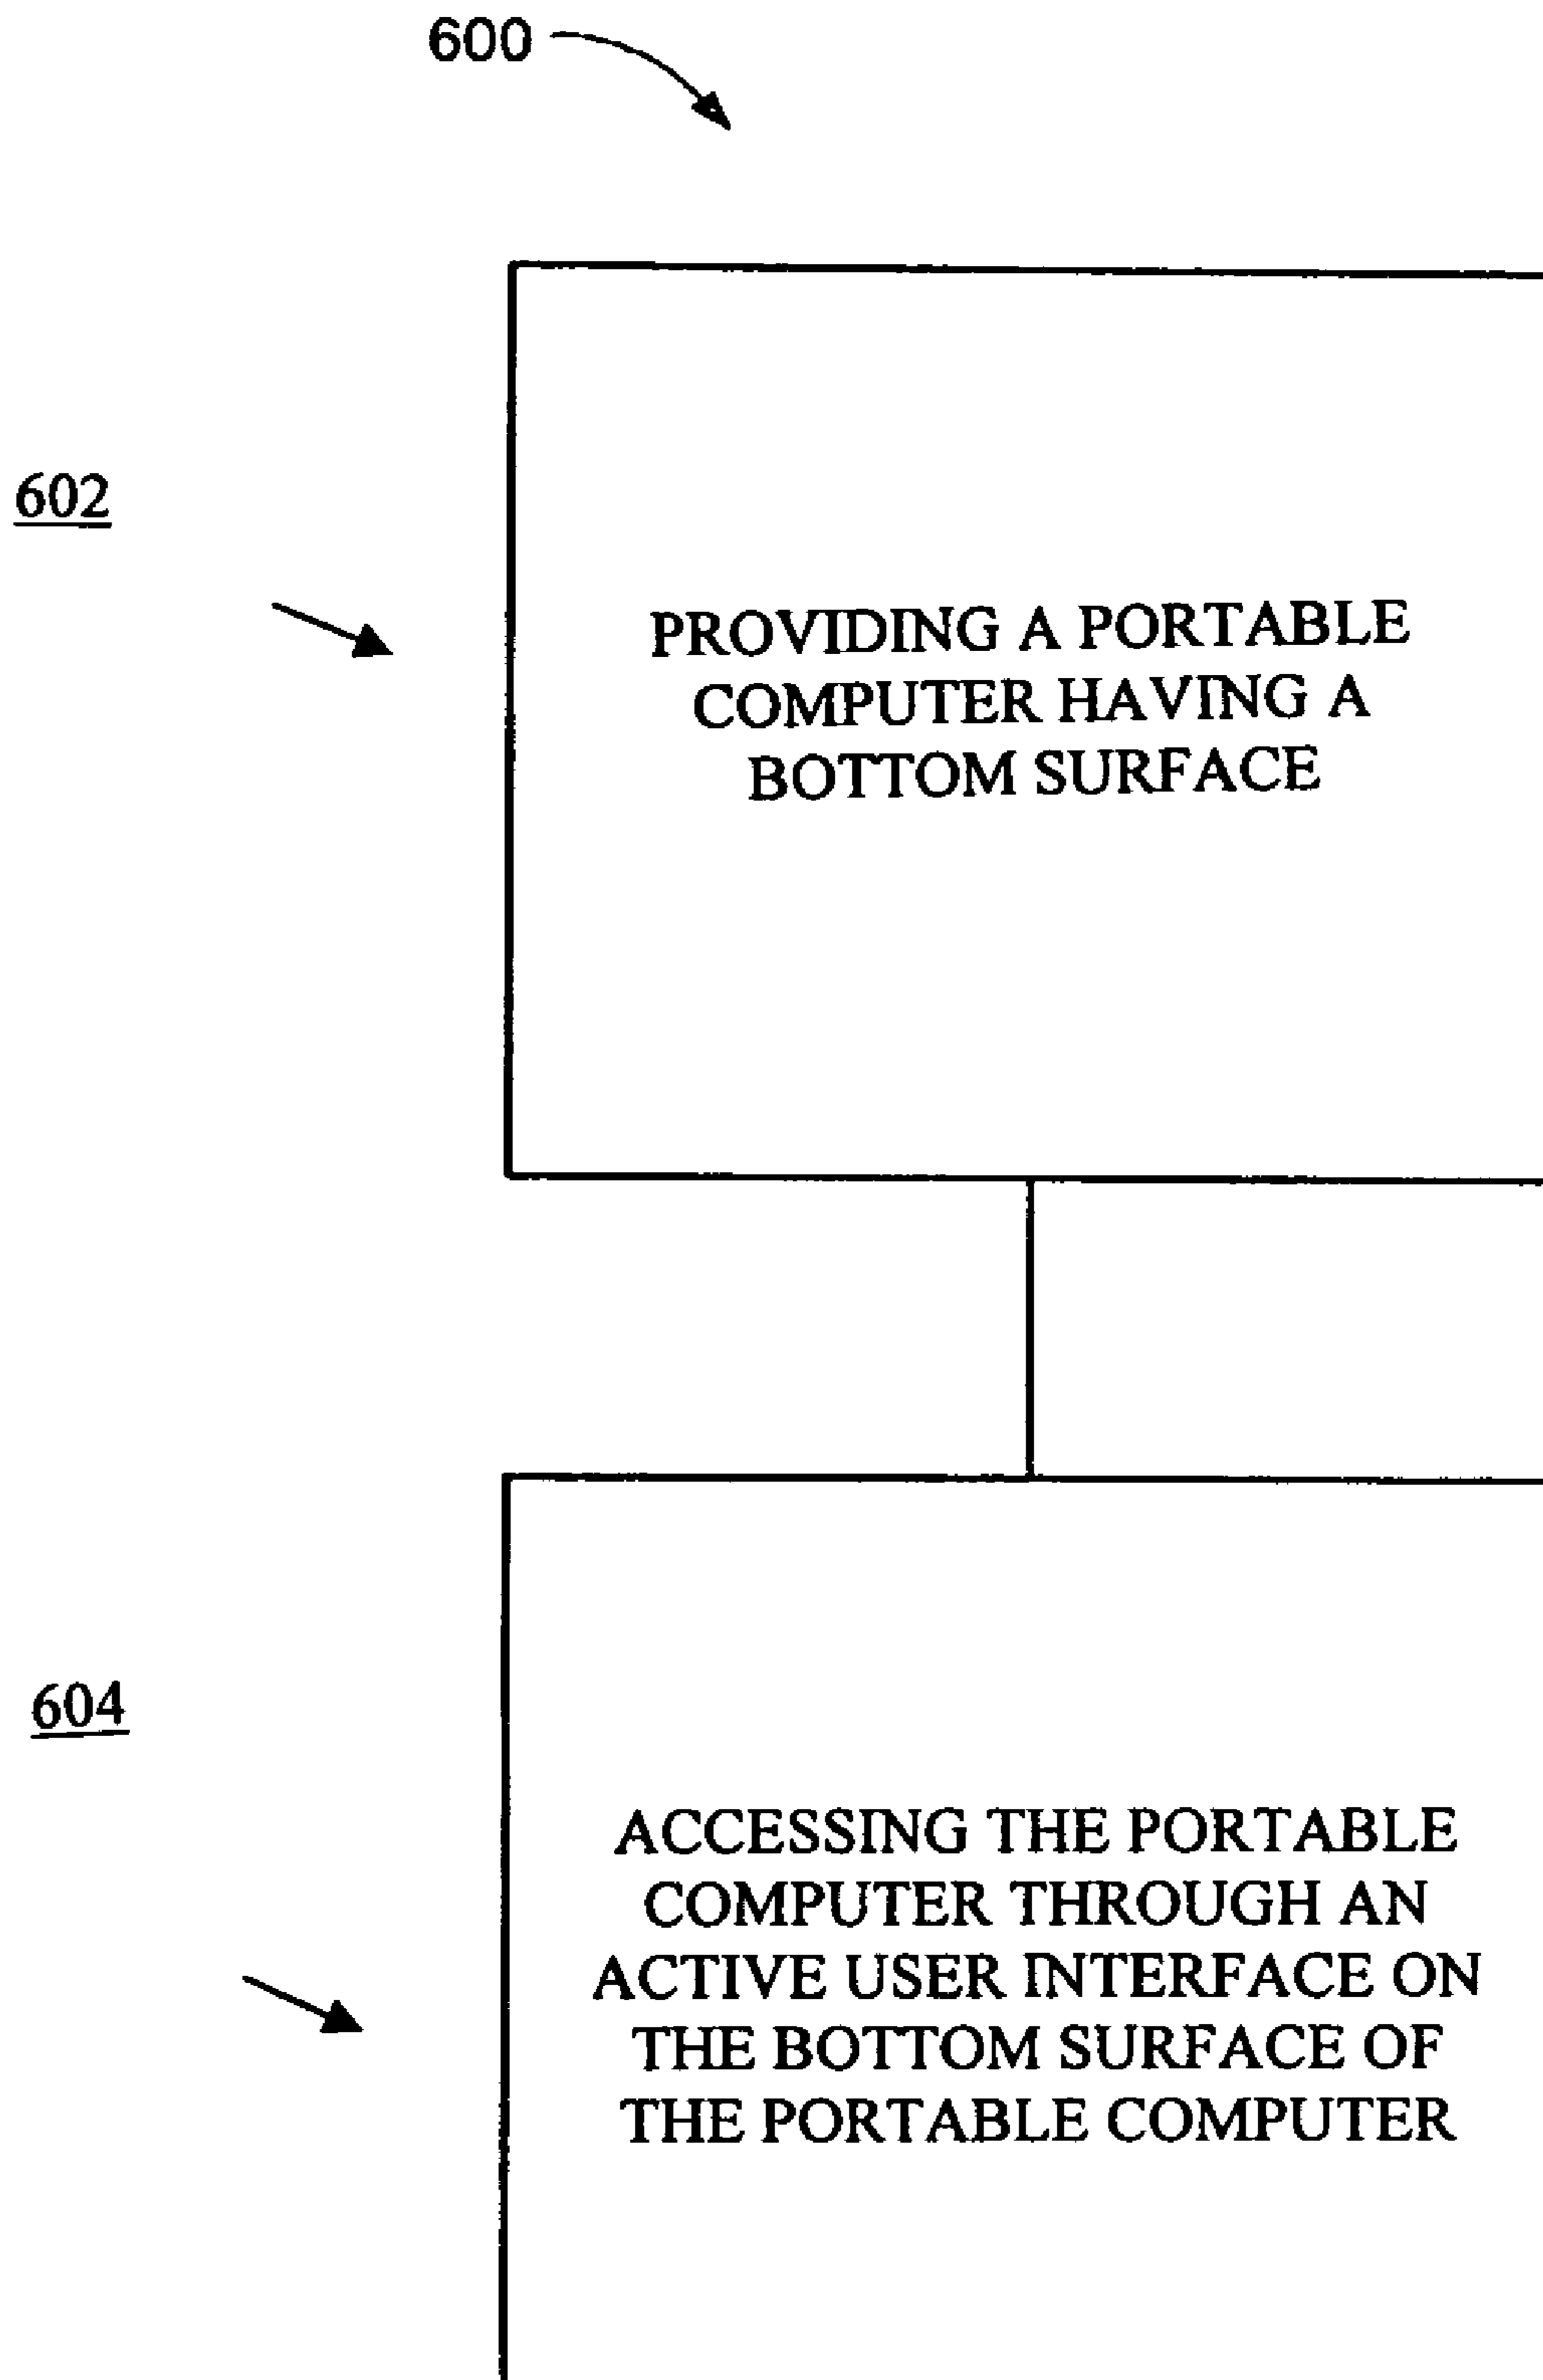 600
602
PROVIDING A PORTABLE
COMPUTER HAVING A
BOTTOM SURFACE
604
ACCESSING THE PORTABLE
COMPUTER THROUGH AN
ACTIVE USER INTERFACE ON
THE BOTTOM SURFACE OF
THE PORTABLE COMPUTER